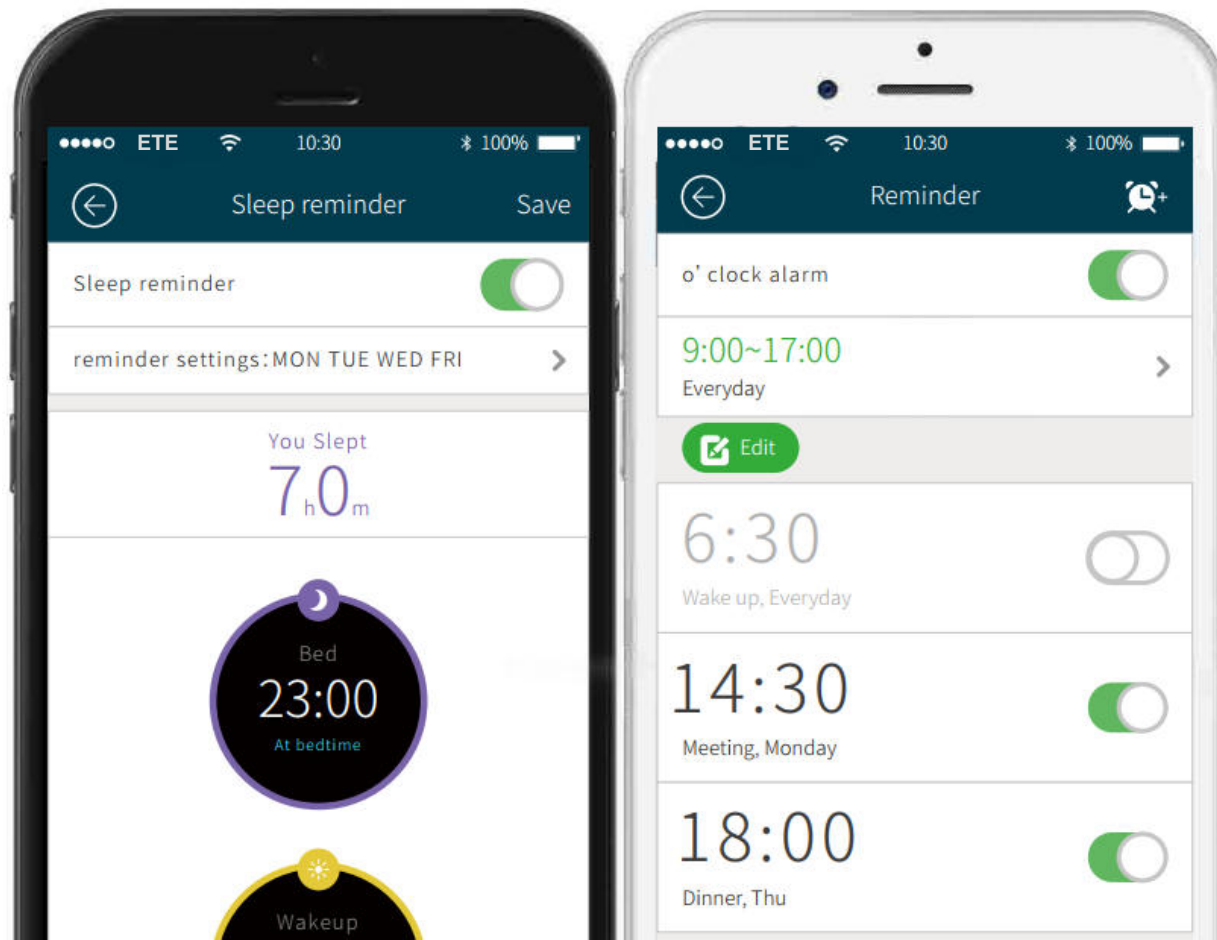 ETE 10:30 100%
Sleep reminder Save
Sleep reminder
reminder settings:MON TUE WED FRI
You Slept
7h0m
Bed
23:00
At bedtime
Wakeup
ETE 10:30 100%
Reminder
o' clock alarm
9:00~17:00
Everyday
Edit
6:30
Wake up, Everyday
14:30
Meeting, Monday
18:00
Dinner, Thu